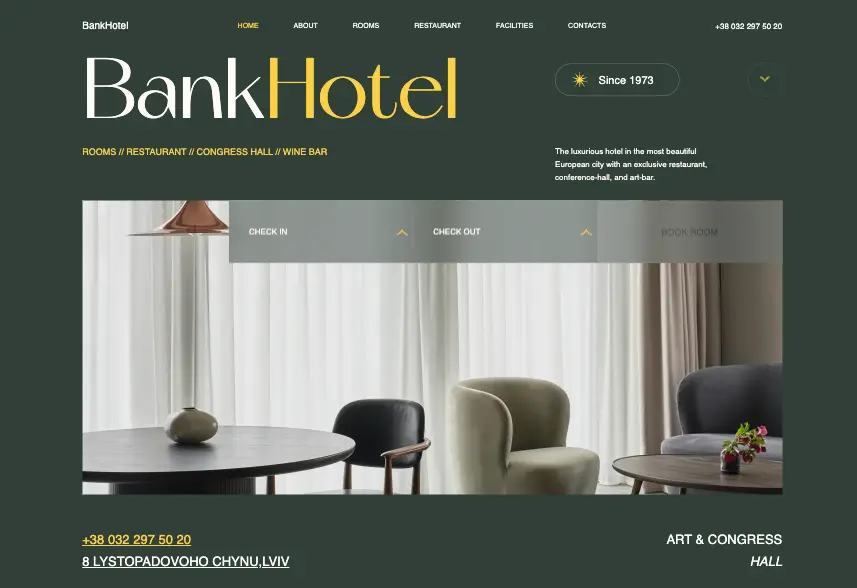 BankHotel
HOME ABOUT ROOMS RESTAURANT FACILITIES CONTACTS
+38 032 297 50 20
BankHotel
Since 1973
ROOMS // RESTAURANT // CONGRESS HALL // WINE BAR
The luxurious hotel in the most beautiful
European city with an exclusive restaurant,
conference-hall, and art-bar.
CHECK IN
CHECK OUT
BOOK ROOM
+38 032 297 50 20
8 LYSTOPADOVOHO CHYNU,LVIV
ART & CONGRESS
HALL